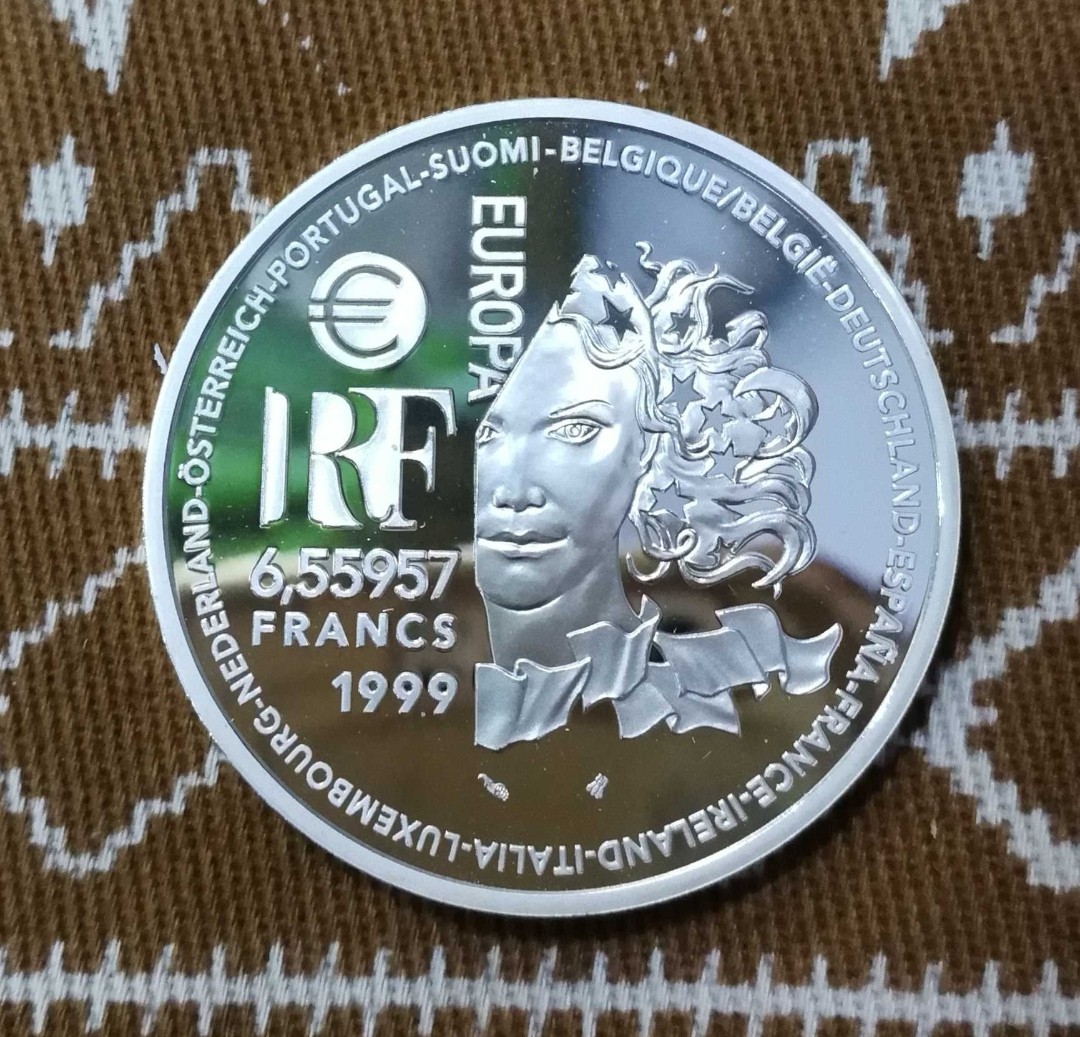 BELGIQUE/BELGIË-DEUTSCHLAND-ESPAÑA-FRANCE-IRELAND-ITALIA-LUXEMBOURG-NEDERLAND-ÖSTERREICH-PORTUGAL-SUOMI-
EUROPA
€
RF
6,55957
FRANCS
1999